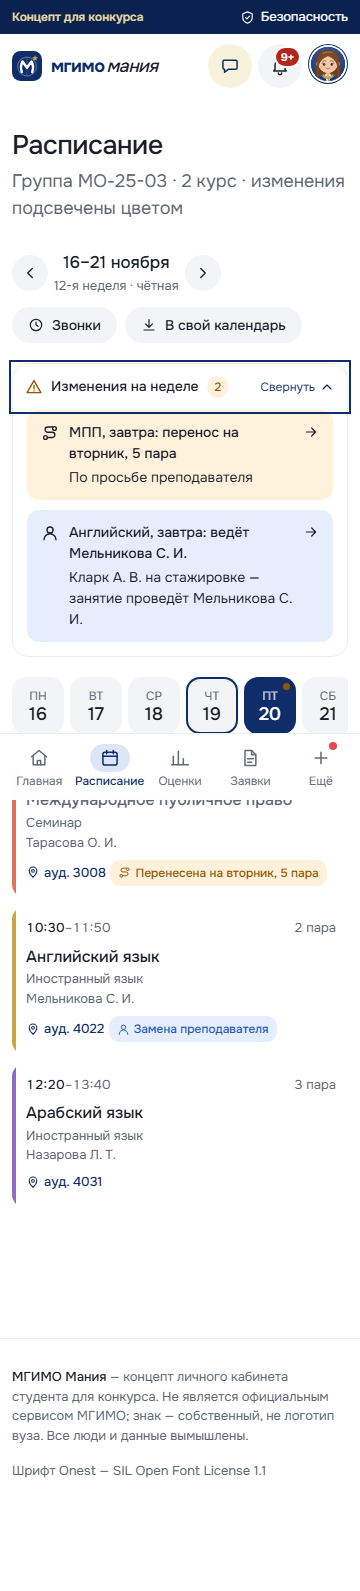 Концепт для конкурса
Безопасность
МГИМО Мания
9+
Расписание
Группа МО-25-03 · 2 курс · изменения
подсвечены цветом
16–21 ноября
12-я неделя · чётная
Звонки
В свой календарь
Изменения на неделе 2 Свернуть
МПП, завтра: перенос на
вторник, 5 пара
По просьбе преподавателя
Английский, завтра: ведёт
Мельникова С. И.
Кларк А. В. на стажировке —
занятие проведёт Мельникова С.
И.
ПН ВТ СР ЧТ ПТ СБ
16 17 18 19 20 21
Главная Расписание Оценки Заявки Ещё
Международное публичное право
Семинар
Тарасова О. И.
ауд. 3008 Перенесена на вторник, 5 пара
10:30–11:50 2 пара
Английский язык
Иностранный язык
Мельникова С. И.
ауд. 4022 Замена преподавателя
12:20–13:40 3 пара
Арабский язык
Иностранный язык
Назарова Л. Т.
ауд. 4031
МГИМО Мания — концепт личного кабинета
студента для конкурса. Не является официальным
сервисом МГИМО; знак — собственный, не логотип
вуза. Все люди и данные вымышлены.
Шрифт Onest — SIL Open Font License 1.1